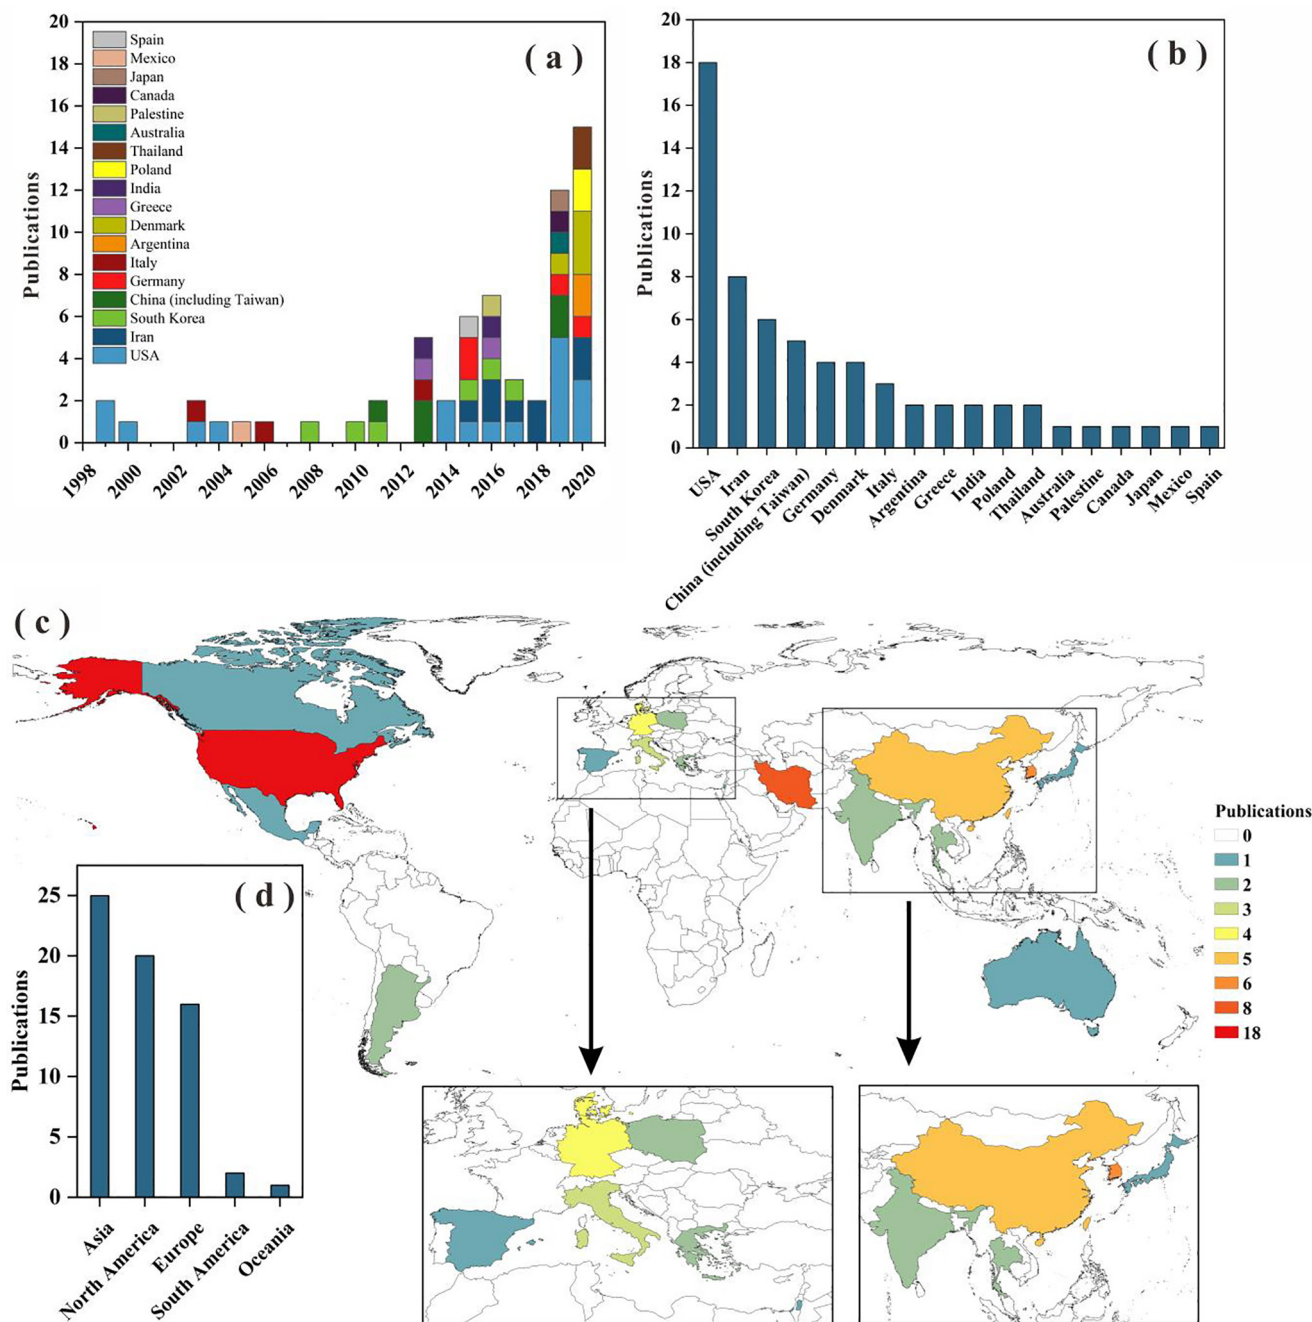 ( a )
Publications
20
18
16
14
12
10
8
6
4
2
0
Spain
Mexico
Japan
Canada
Palestine
Australia
Thailand
Poland
India
Greece
Denmark
Argentina
Italy
Germany
China (including Taiwan)
South Korea
Iran
USA
1998
2000
2002
2004
2006
2008
2010
2012
2014
2016
2018
2020
( b )
Publications
20
18
16
14
12
10
8
6
4
2
0
USA
Iran
South Korea
China (including Taiwan)
Germany
Denmark
Italy
Argentina
Greece
India
Poland
Thailand
Australia
Palestine
Canada
Japan
Mexico
Spain
( c )
Publications
0
1
2
3
4
5
6
8
18
( d )
Publications
25
20
15
10
5
0
Asia
North America
Europe
South America
Oceania